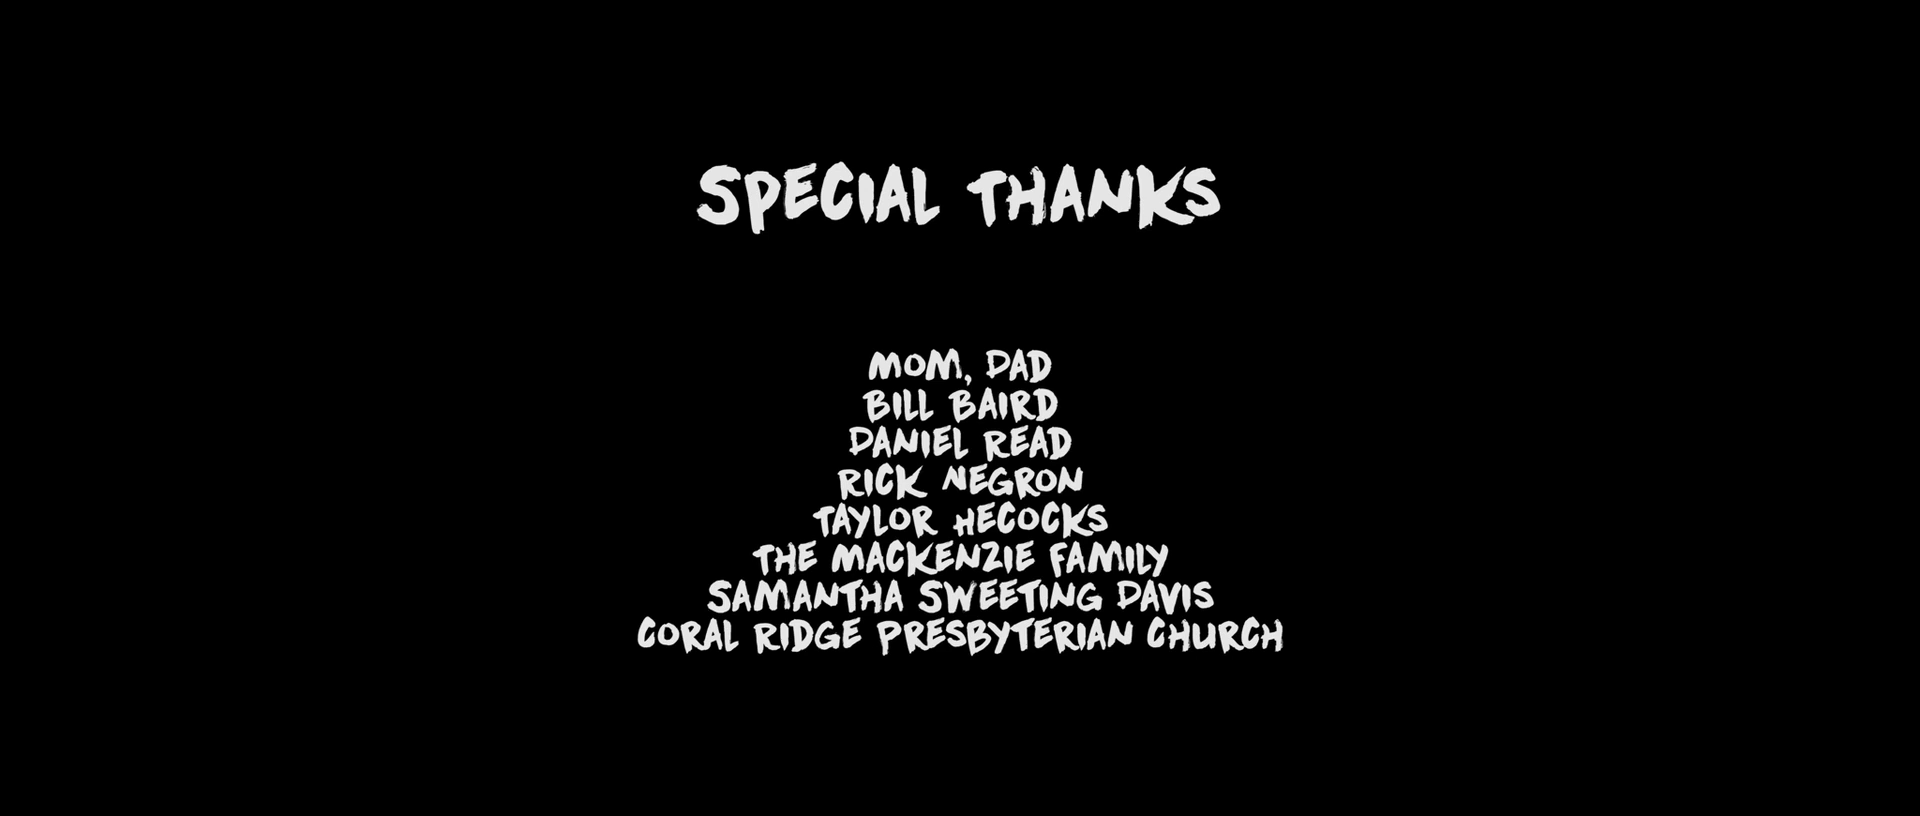 SPECIAL THANKS
MOM, DAD
BILL BAIRD
DANIEL READ
RICK NEGRON
TAYLOR HECOCKS
THE MACKENZIE FAMILY
SAMANTHA SWEETING DAVIS
CORAL RIDGE PRESBYTERIAN CHURCH